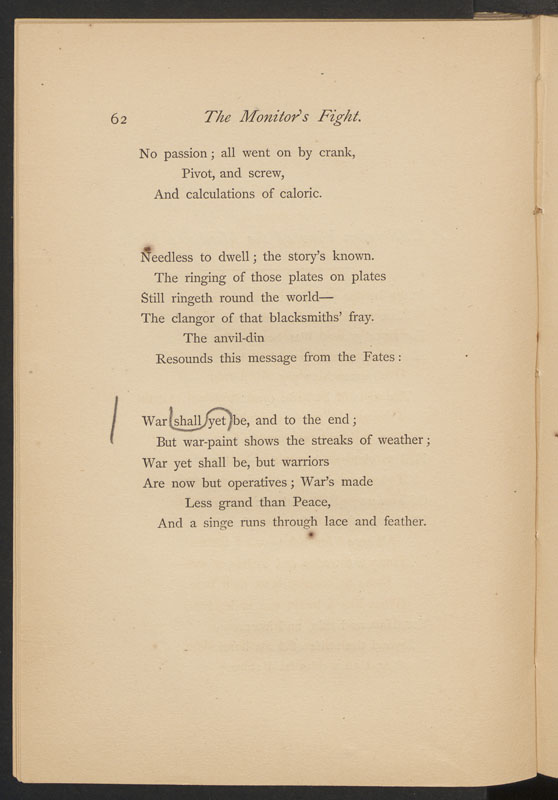 62 The Monitor's Fight.
No passion; all went on by crank,
Pivot, and screw,
And calculations of caloric.
Needless to dwell; the story's known.
The ringing of those plates on plates
Still ringeth round the world—
The clangor of that blacksmiths' fray.
The anvil-din
Resounds this message from the Fates:
War shall yet be, and to the end;
But war-paint shows the streaks of weather;
War yet shall be, but warriors
Are now but operatives; War's made
Less grand than Peace,
And a singe runs through lace and feather.